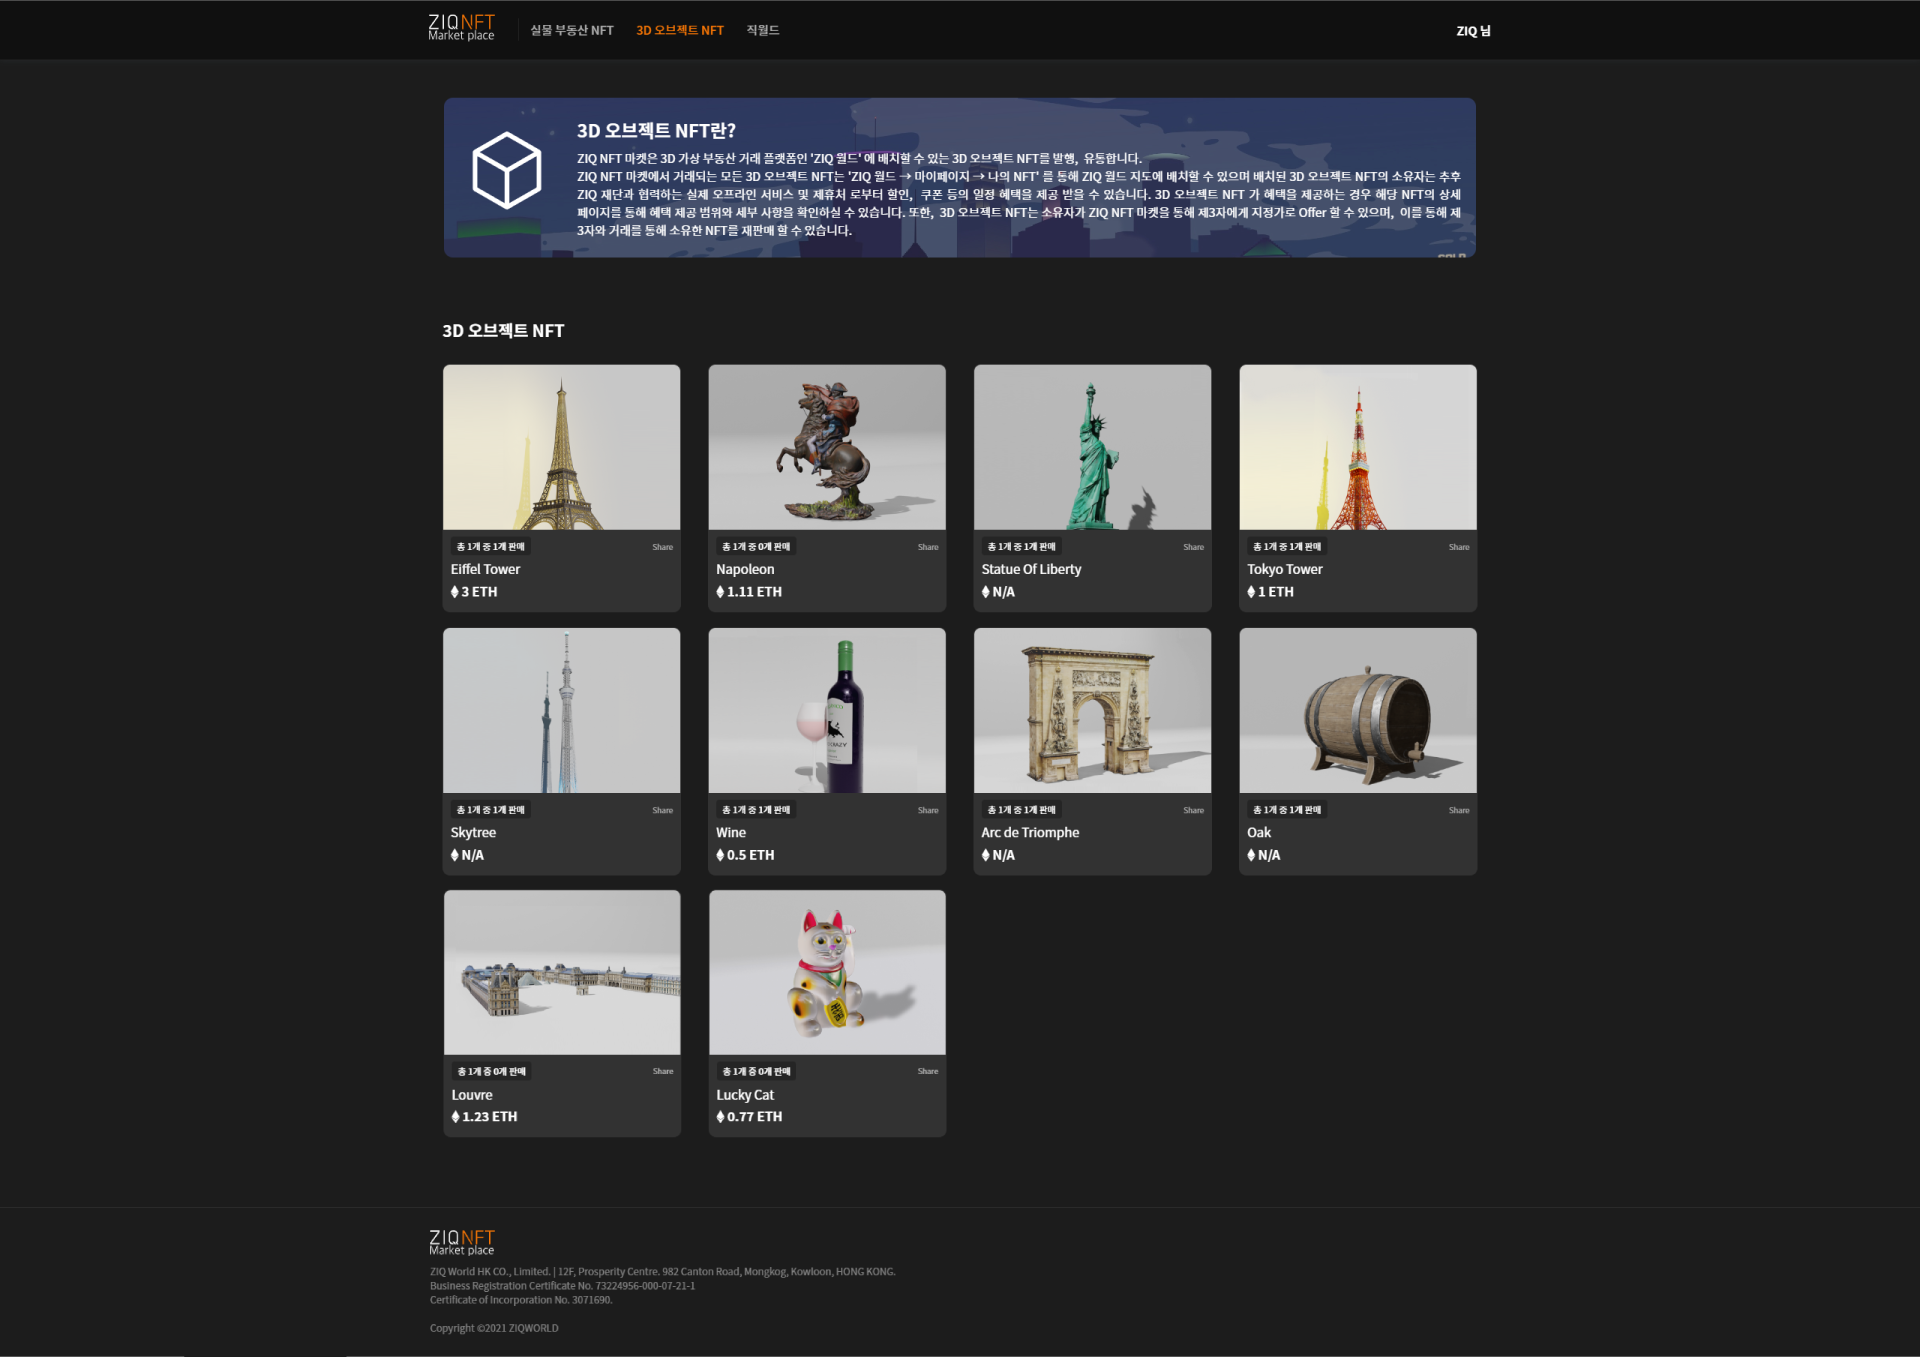 ZIQNFT
Market place
실물 부동산 NFT
3D 오브젝트 NFT
직월드
ZIQ 님
3D 오브젝트 NFT란?
ZIQ NFT 마켓은 3D 가상 부동산 거래 플랫폼인 'ZIQ 월드' 에 배치할 수 있는 3D 오브젝트 NFT를 발행, 유통합니다.
ZIQ NFT 마켓에서 거래되는 모든 3D 오브젝트 NFT는 'ZIQ 월드 → 마이페이지 → 나의 NFT' 를 통해 ZIQ 월드 지도에 배치할 수 있으며 배치된 3D 오브젝트 NFT의 소유자는 추후
ZIQ 재단과 협력하는 실제 오프라인 서비스 및 제휴처 로부터 할인, 쿠폰 등의 일정 혜택을 제공 받을 수 있습니다. 3D 오브젝트 NFT 가 혜택을 제공하는 경우 해당 NFT의 상세
페이지를 통해 혜택 제공 범위와 세부 사항을 확인하실 수 있습니다. 또한, 3D 오브젝트 NFT는 소유자가 ZIQ NFT 마켓을 통해 제3자에게 지정가로 Offer 할 수 있으며, 이를 통해 제
3자와 거래를 통해 소유한 NFT를 재판매 할 수 있습니다.
3D 오브젝트 NFT
총 1개 중 1개 판매
Share
Eiffel Tower
3 ETH
총 1개 중 0개 판매
Share
Napoleon
1.11 ETH
총 1개 중 1개 판매
Share
Statue Of Liberty
N/A
총 1개 중 1개 판매
Share
Tokyo Tower
1 ETH
총 1개 중 1개 판매
Share
Skytree
N/A
총 1개 중 1개 판매
Share
Wine
0.5 ETH
총 1개 중 1개 판매
Share
Arc de Triomphe
N/A
총 1개 중 1개 판매
Share
Oak
N/A
총 1개 중 0개 판매
Share
Louvre
1.23 ETH
총 1개 중 0개 판매
Share
Lucky Cat
0.77 ETH
ZIQNFT
Market place
ZIQ World HK CO., Limited. | 12F, Prosperity Centre. 982 Canton Road, Mongkog, Kowloon, HONG KONG.
Business Registration Certificate No. 73224956-000-07-21-1
Certificate of Incorporation No. 3071690.
Copyright ©2021 ZIQWORLD